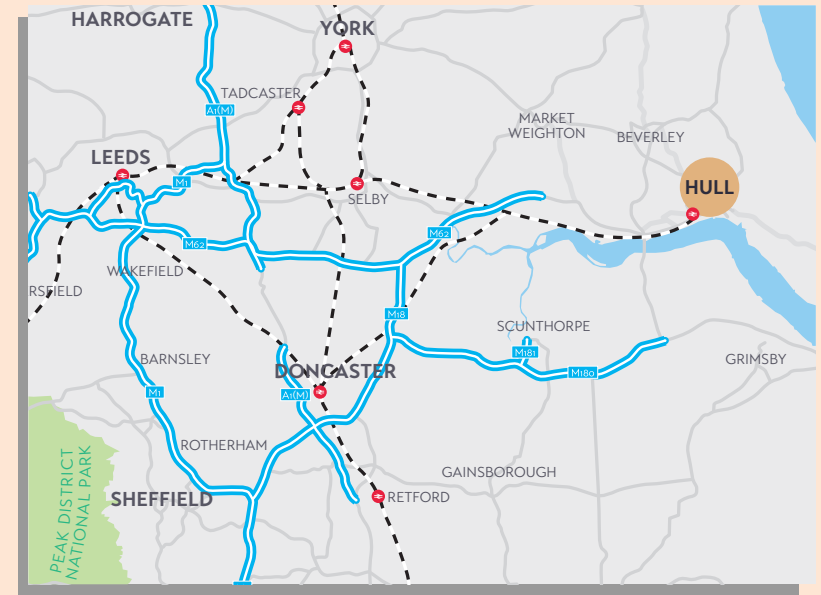 HARROGATE
YORK
TADCASTER
A1(M)
MARKET
WEIGHTON
BEVERLEY
LEEDS
M1
HULL
SELBY
M62
M62
WAKEFIELD
RSFIELD
M18
SCUNTHORPE
M181
BARNSLEY
GRIMSBY
DONCASTER
M180
M1
A1(M)
ROTHERHAM
GAINSBOROUGH
PEAK DISTRICT
NATIONAL PARK
SHEFFIELD
RETFORD